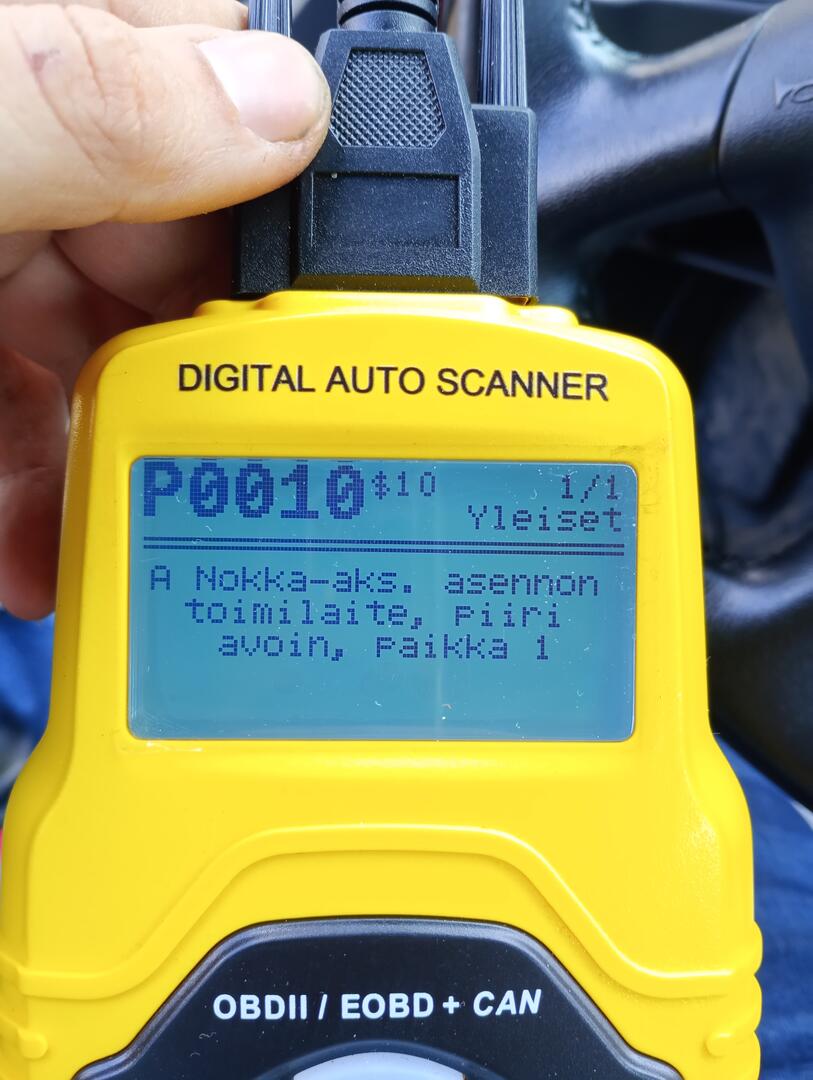 DIGITAL AUTO SCANNER
P0010 $10 1/1
Yleiset
A Nokka-aks. asennon
toimilaite, piiri
avoin, paikka 1
OBDII / EOBD + CAN